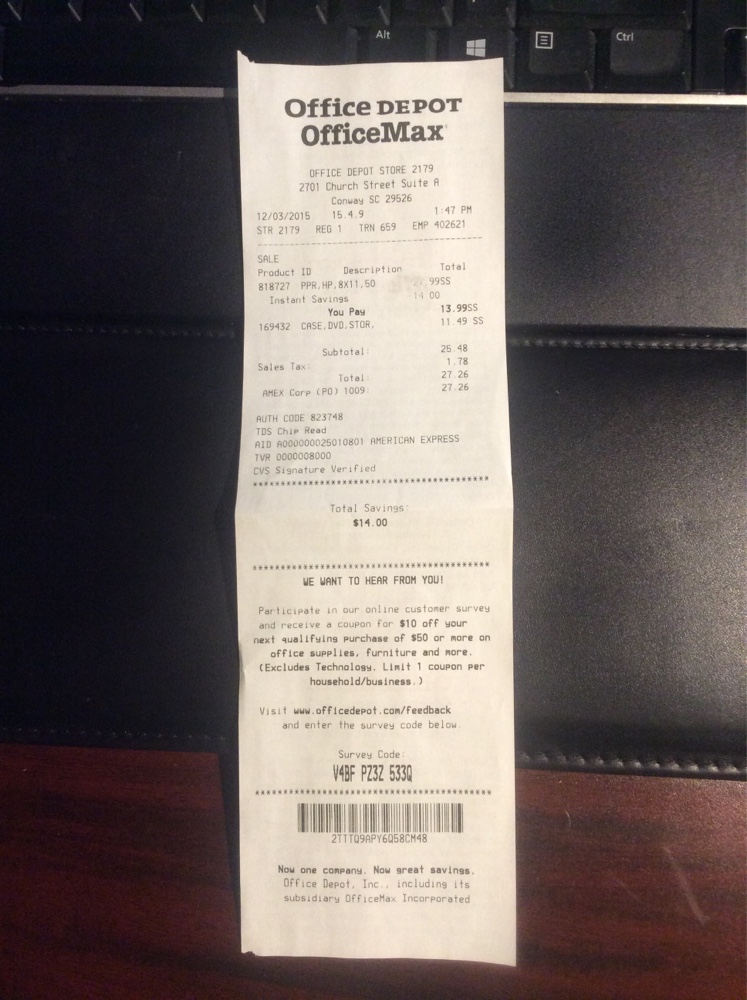 Alt
Ctrl
Office DEPOT
OfficeMax
OFFICE DEPOT STORE 2179
2701 Church Street Suite A
Conway SC 29526
12/03/2015 15.4.9 1:47 PM
STR 2179 REG 1 TRN 659 EMP 402621
SALE
Product ID Description Total
818727 PPR,HP,8X11,50 .99SS
Instant Savings 14.00
You Pay 13.99SS
169432 CASE,DVD,STOR, 11.49 SS
Subtotal: 25.48
Sales Tax: 1.78
Total: 27.26
AMEX Corp (PO) 1009: 27.26
AUTH CODE 823748
TDS Chip Read
AID A000000025010801 AMERICAN EXPRESS
TVR 0000008000
CVS Signature Verified
************************************************
Total Savings:
$14.00
************************************************
WE WANT TO HEAR FROM YOU!
Participate in our online customer survey
and receive a coupon for $10 off your
next qualifying purchase of $50 or more on
office supplies, furniture and more.
(Excludes Technology. Limit 1 coupon per
household/business.)
Visit www.officedepot.com/feedback
and enter the survey code below.
Survey Code:
V4BF PZ3Z 533Q
************************************************
2TTTQ9APY6Q58CM48
Now one company. Now great savings.
Office Depot, Inc., including its
subsidiary OfficeMax Incorporated